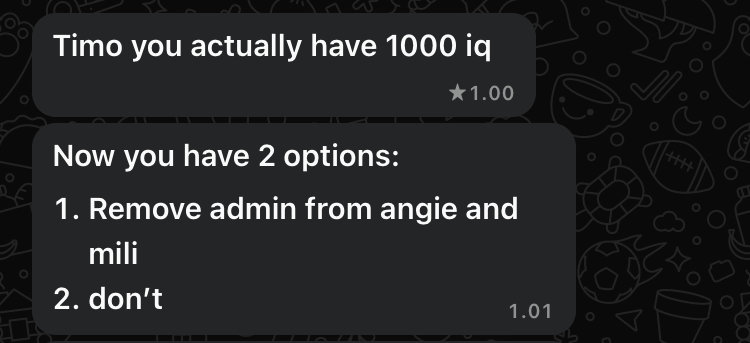 Timo you actually have 1000 iq
★1.00
Now you have 2 options:
1. Remove admin from angie and
mili
2. don’t
1.01